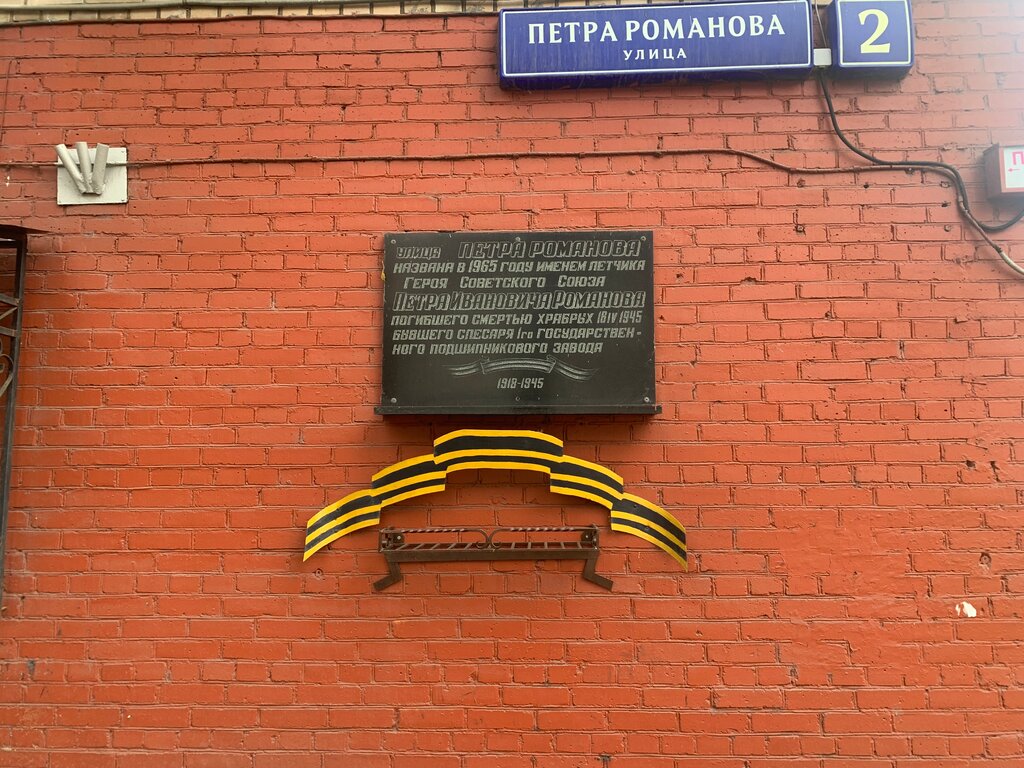 ПЕТРА РОМАНОВА
УЛИЦА
2
УЛИЦА ПЕТРА РОМАНОВА
НАЗВАНА В 1965 ГОДУ ИМЕНЕМ ЛЕТЧИКА
ГЕРОЯ СОВЕТСКОГО СОЮЗА
ПЕТРА ИВАНОВИЧА РОМАНОВА
ПОГИБШЕГО СМЕРТЬЮ ХРАБРЫХ 18 IV 1945
БЫВШЕГО СЛЕСАРЯ 1го ГОСУДАРСТВЕН-
НОГО ПОДШИПНИКОВОГО ЗАВОДА
1918-1945